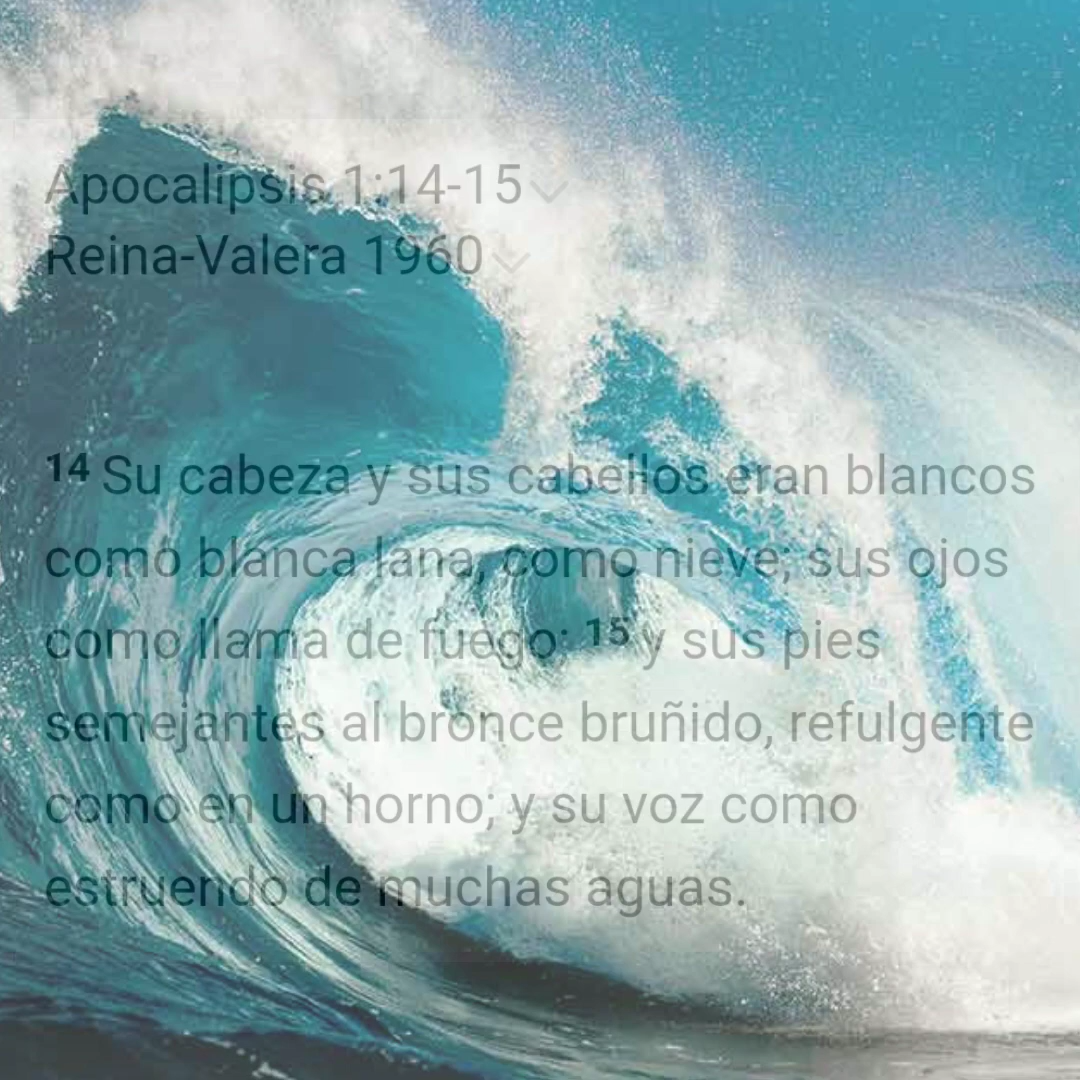 Apocalipsis 1:14-15
Reina-Valera 1960
14 Su cabeza y sus cabellos eran blancos
como blanca lana, como nieve; sus ojos
como llama de fuego; 15 y sus pies
semejantes al bronce bruñido, refulgente
como en un horno; y su voz como
estruendo de muchas aguas.